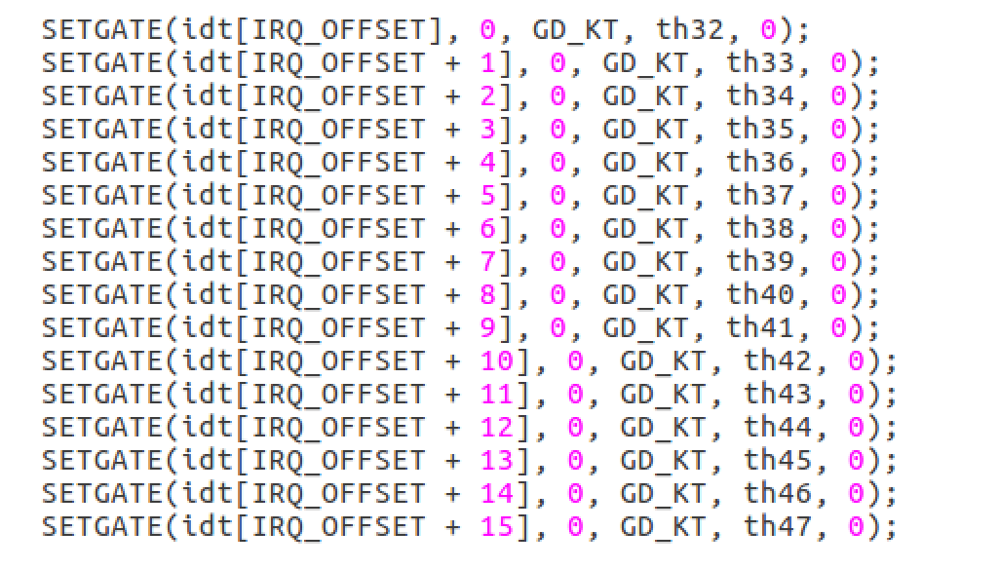 SETGATE(idt[IRQ_OFFSET], 0, GD_KT, th32, 0);
SETGATE(idt[IRQ_OFFSET + 1], 0, GD_KT, th33, 0);
SETGATE(idt[IRQ_OFFSET + 2], 0, GD_KT, th34, 0);
SETGATE(idt[IRQ_OFFSET + 3], 0, GD_KT, th35, 0);
SETGATE(idt[IRQ_OFFSET + 4], 0, GD_KT, th36, 0);
SETGATE(idt[IRQ_OFFSET + 5], 0, GD_KT, th37, 0);
SETGATE(idt[IRQ_OFFSET + 6], 0, GD_KT, th38, 0);
SETGATE(idt[IRQ_OFFSET + 7], 0, GD_KT, th39, 0);
SETGATE(idt[IRQ_OFFSET + 8], 0, GD_KT, th40, 0);
SETGATE(idt[IRQ_OFFSET + 9], 0, GD_KT, th41, 0);
SETGATE(idt[IRQ_OFFSET + 10], 0, GD_KT, th42, 0);
SETGATE(idt[IRQ_OFFSET + 11], 0, GD_KT, th43, 0);
SETGATE(idt[IRQ_OFFSET + 12], 0, GD_KT, th44, 0);
SETGATE(idt[IRQ_OFFSET + 13], 0, GD_KT, th45, 0);
SETGATE(idt[IRQ_OFFSET + 14], 0, GD_KT, th46, 0);
SETGATE(idt[IRQ_OFFSET + 15], 0, GD_KT, th47, 0);